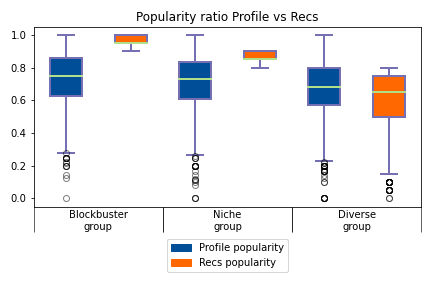 Popularity ratio Profile vs Recs
1.0
0.8
0.6
0.4
0.2
0.0
Blockbuster
group
Niche
group
Diverse
group
Profile popularity
Recs popularity